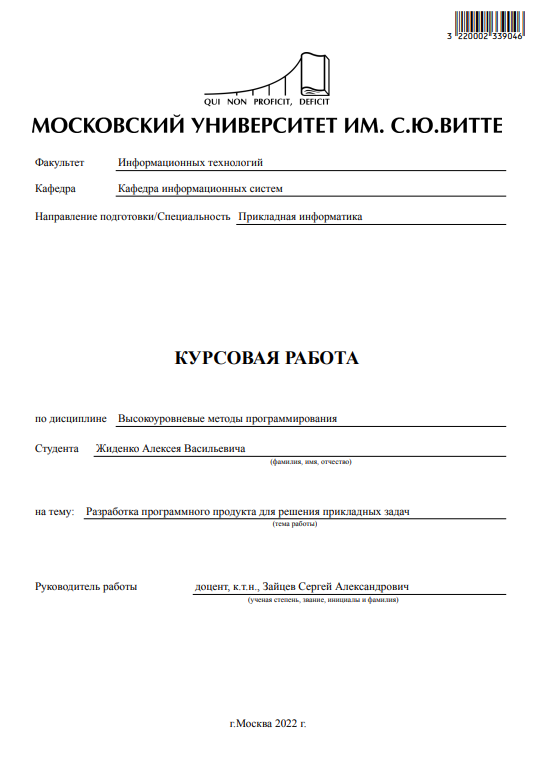 3 220002 339046
QUI NON PROFICIT, DEFICIT
МОСКОВСКИЙ УНИВЕРСИТЕТ ИМ. С.Ю.ВИТТЕ
Факультет Информационных технологий
Кафедра Кафедра информационных систем
Направление подготовки/Специальность Прикладная информатика
КУРСОВАЯ РАБОТА
по дисциплине Высокоуровневые методы программирования
Студента Жиденко Алексея Васильевича
(фамилия, имя, отчество)
на тему: Разработка программного продукта для решения прикладных задач
(тема работы)
Руководитель работы доцент, к.т.н., Зайцев Сергей Александрович
(ученая степень, звание, инициалы и фамилия)
г.Москва 2022 г.